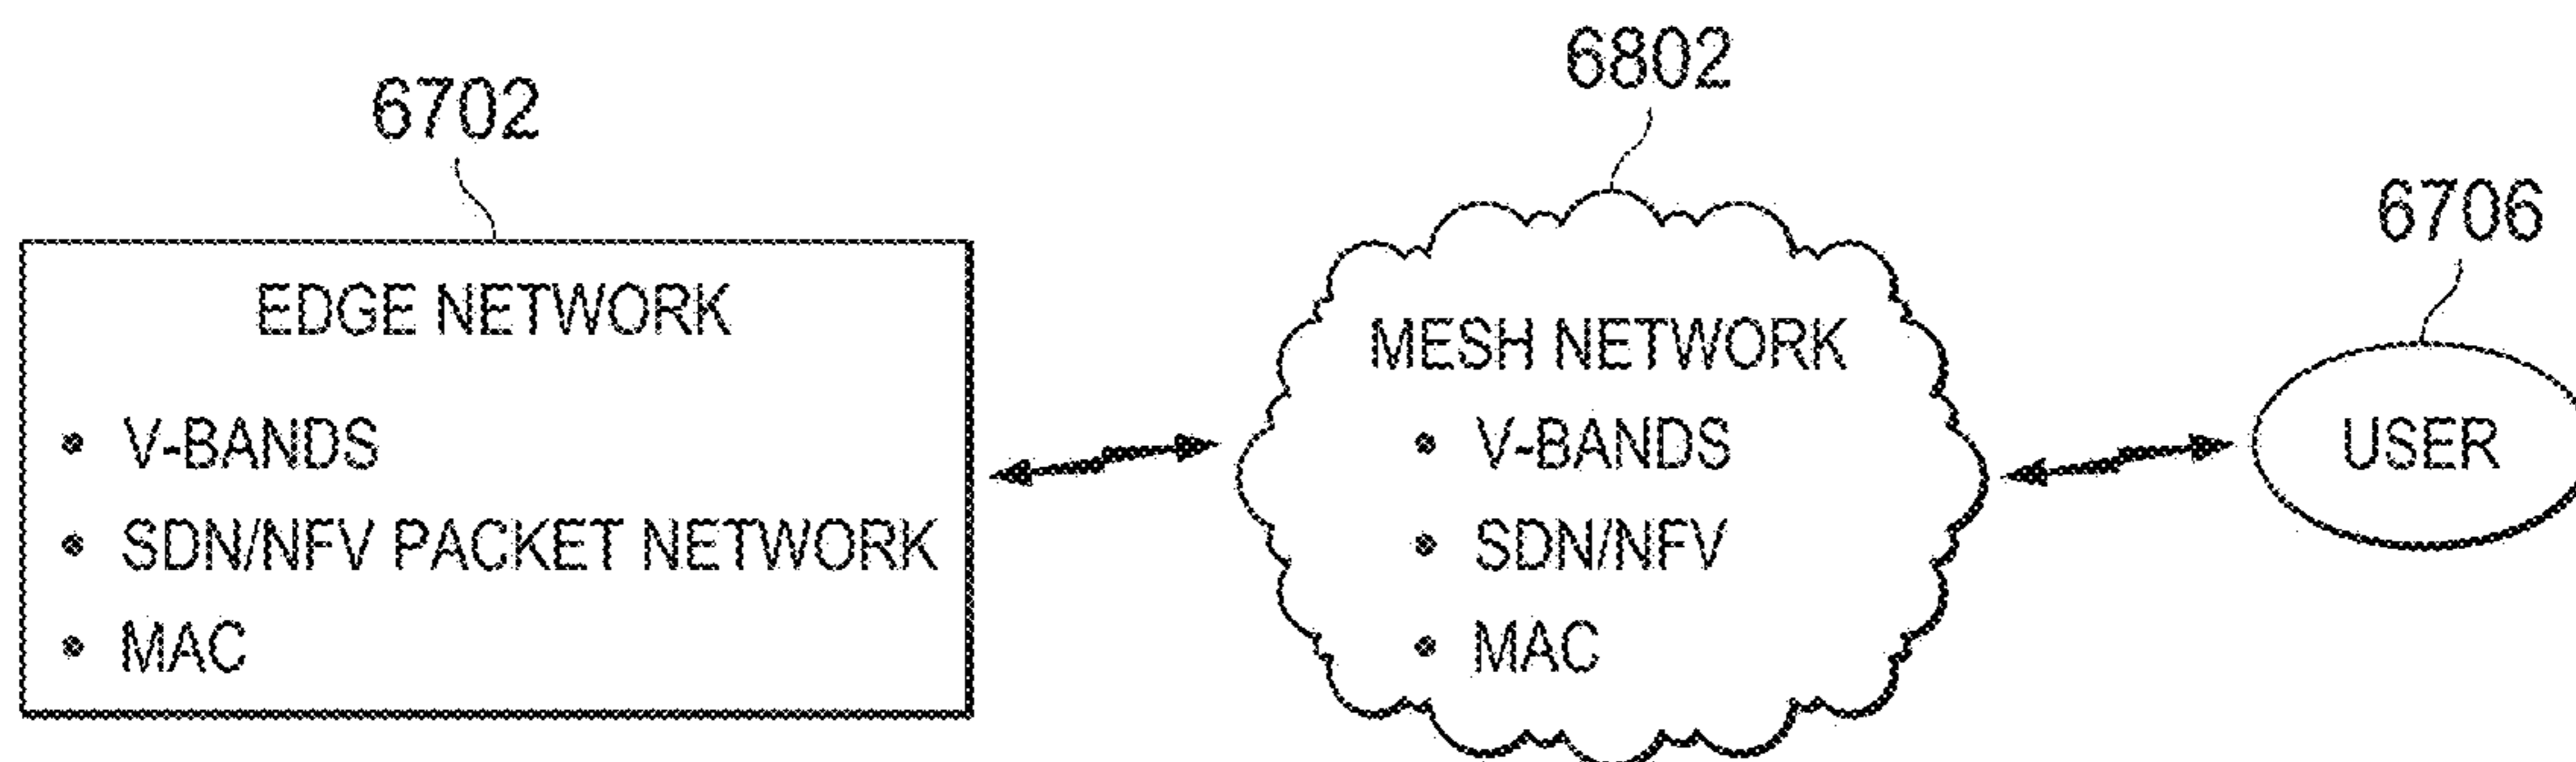 6702
EDGE NETWORK
• V-BANDS
• SDN/NFV PACKET NETWORK
• MAC
6802
MESH NETWORK
• V-BANDS
• SDN/NFV
• MAC
6706
USER